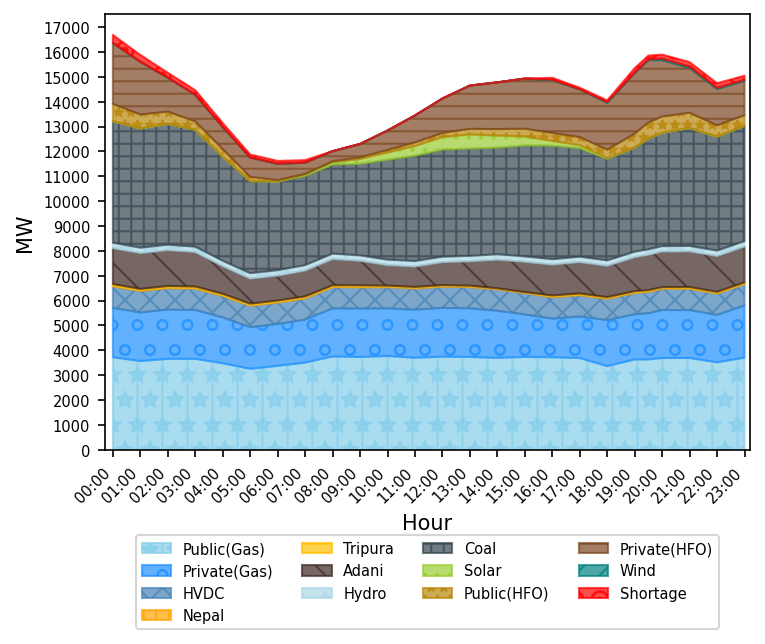 17000
16000
15000
14000
13000
12000
11000
10000
9000
8000
7000
6000
5000
4000
3000
2000
1000
0
MW
00:00 01:00 02:00 03:00 04:00 05:00 06:00 07:00 08:00 09:00 10:00 11:00 12:00 13:00 14:00 15:00 16:00 17:00 18:00 19:00 20:00 21:00 22:00 23:00
Hour
Public(Gas) Tripura Coal Private(HFO)
Private(Gas) Adani Solar Wind
HVDC Hydro Public(HFO) Shortage
Nepal